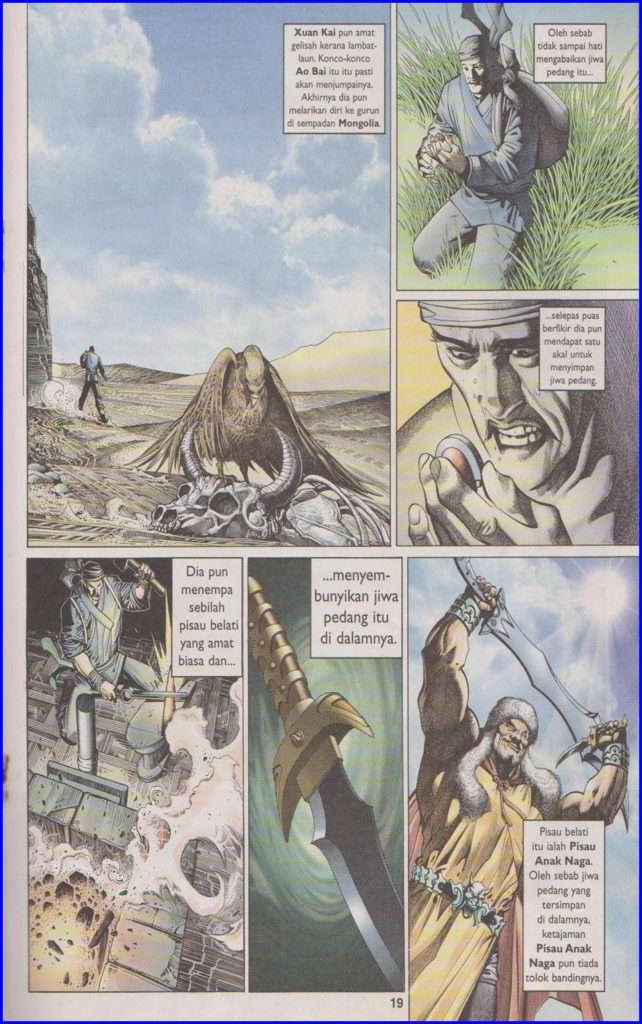 Xuan Kai pun amat
gelisah kerana lambat-
laun. Konco-konco
Ao Bai itu itu pasti
akan menjumpainya.
Akhirnya dia pun
melarikan diri ke gurun
di sempadan Mongolia.
Oleh sebab
tidak sampai hati
mengabaikan jiwa
pedang itu...
...selepas puas
berfikir dia pun
mendapat satu
akal untuk
menyimpan
jiwa pedang.
Dia pun
menempa
sebilah
pisau belati
yang amat
biasa dan...
...menyem-
bunyikan jiwa
pedang itu
di dalamnya.
Pisau belati
itu ialah Pisau
Anak Naga.
Oleh sebab jiwa
pedang yang
tersimpan
di dalamnya,
ketajaman
Pisau Anak
Naga pun tiada
tolok bandingnya.
19